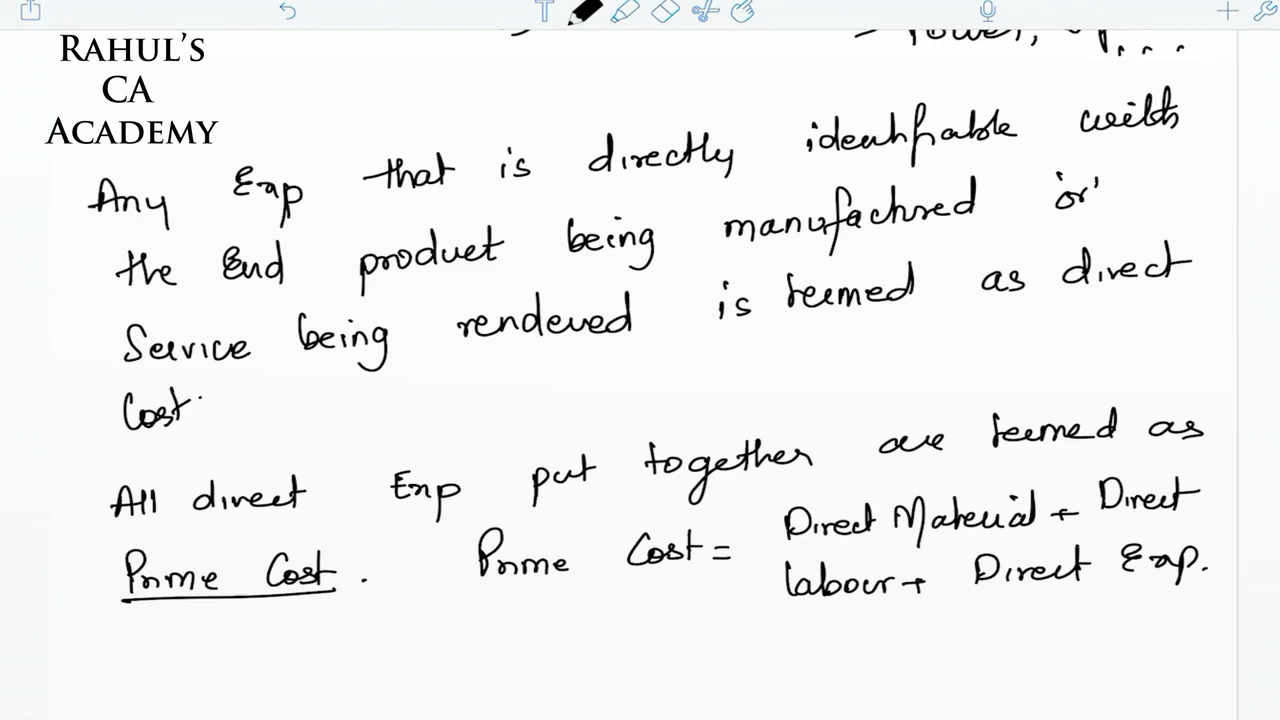 RAHUL'S
CA
ACADEMY
Any Exp that is directly identifiable with
the End product being manufactured 'or'
Service being rendered is termed as direct
Cost.
All direct Exp put together are termed as
Prime Cost. Prime Cost = Direct Material + Direct
labour + Direct Exp.